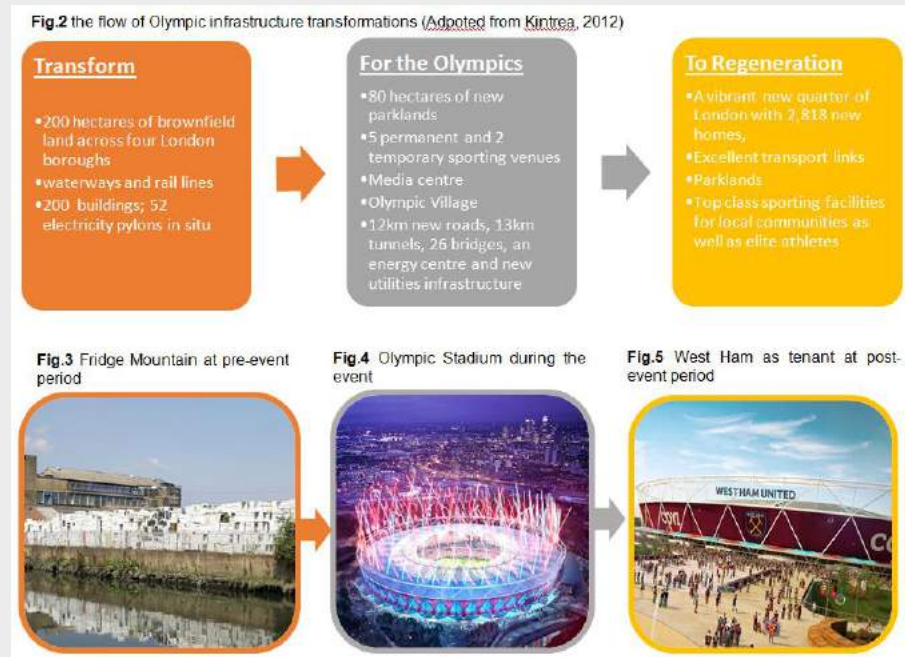 Fig.2 the flow of Olympic infrastructure transformations (Adpoted from Kintrea, 2012)
Transform
•200 hectares of brownfield
land across four London
boroughs
•waterways and rail lines
•200 buildings; 52
electricity pylons in situ
For the Olympics
•80 hectares of new
parklands
•5 permanent and 2
temporary sporting venues
•Media centre
•Olympic Village
•12km new roads, 13km
tunnels, 26 bridges, an
energy centre and new
utilities infrastructure
To Regeneration
•A vibrant new quarter of
London with 2,818 new
homes,
•Excellent transport links
•Parklands
•Top class sporting facilities
for local communities as
well as elite athletes
Fig.3 Fridge Mountain at pre-event
period
Fig.4 Olympic Stadium during the
event
Fig.5 West Ham as tenant at post-
event period
WEST HAM UNITED